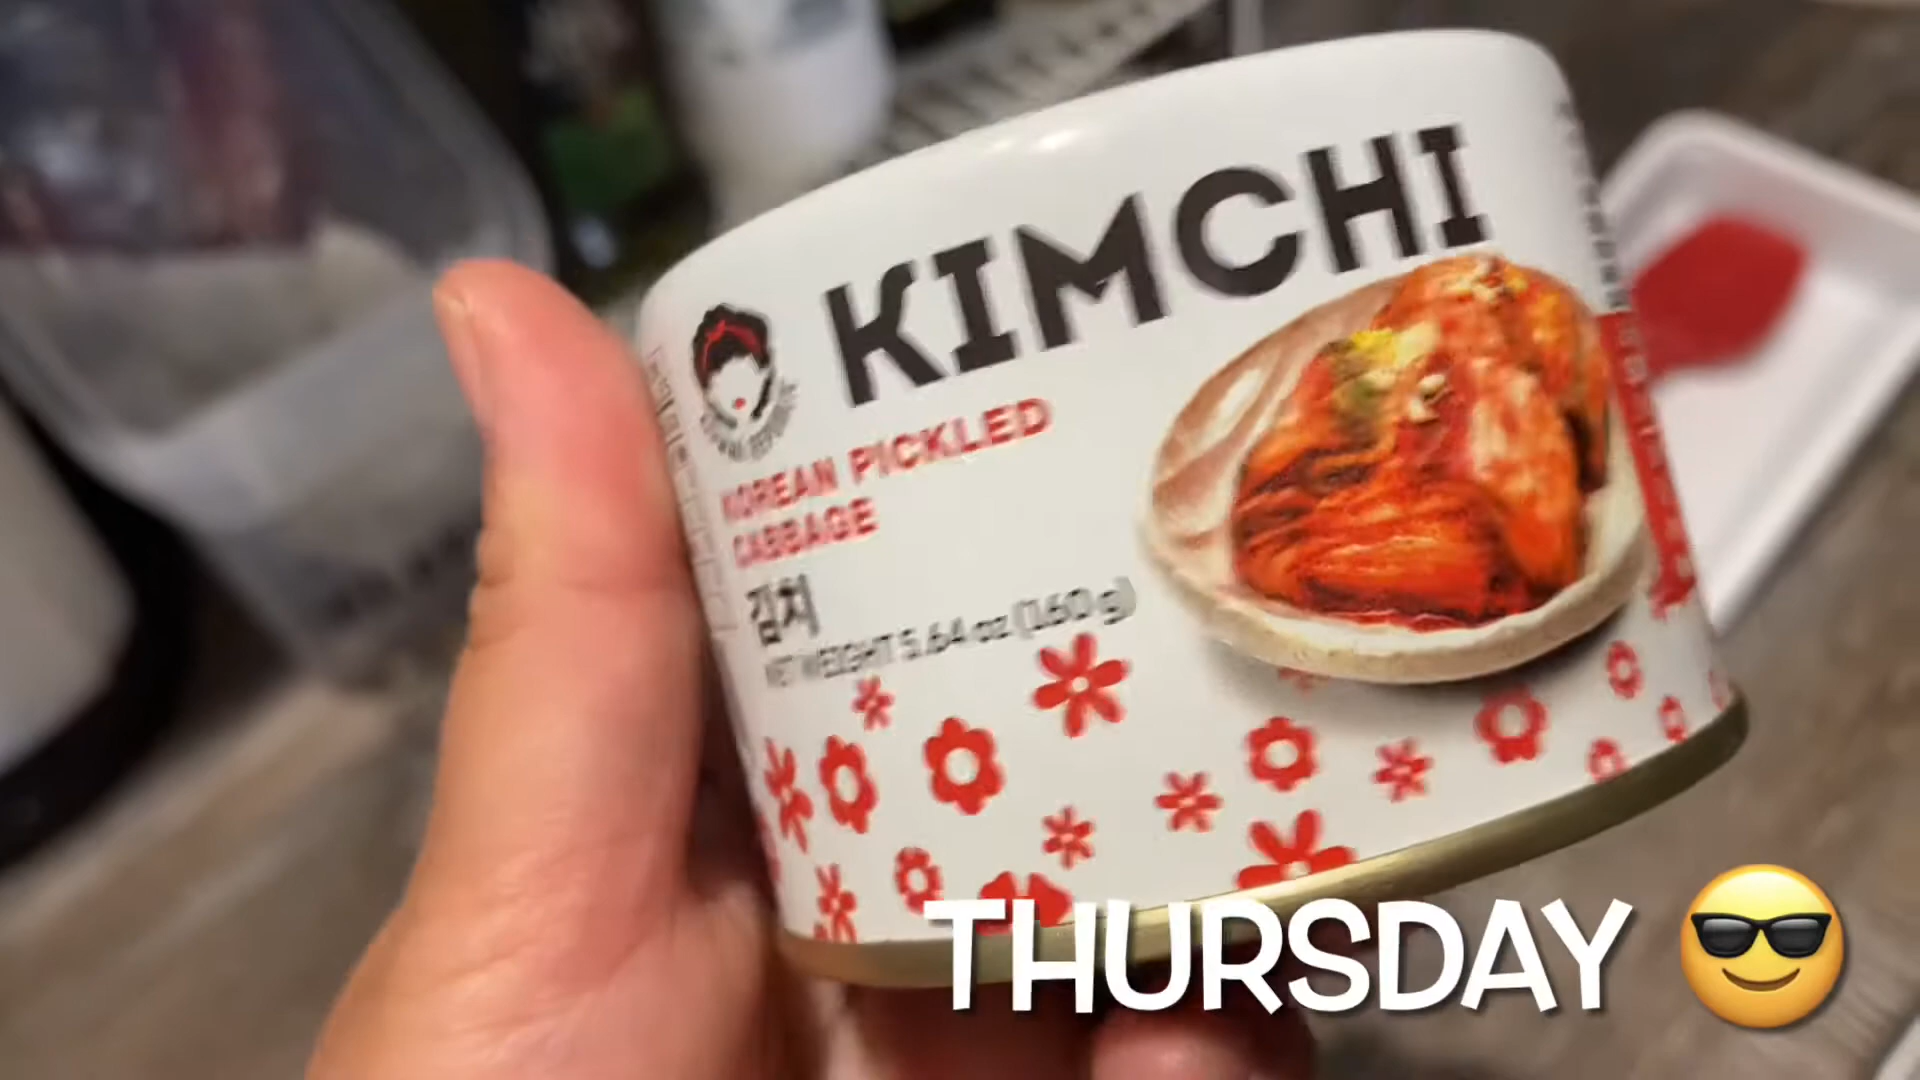 KIMCHI
KOREAN PICKLED
CABBAGE
김치
NET WEIGHT 5.64 oz (160 g)
THURSDAY 😎